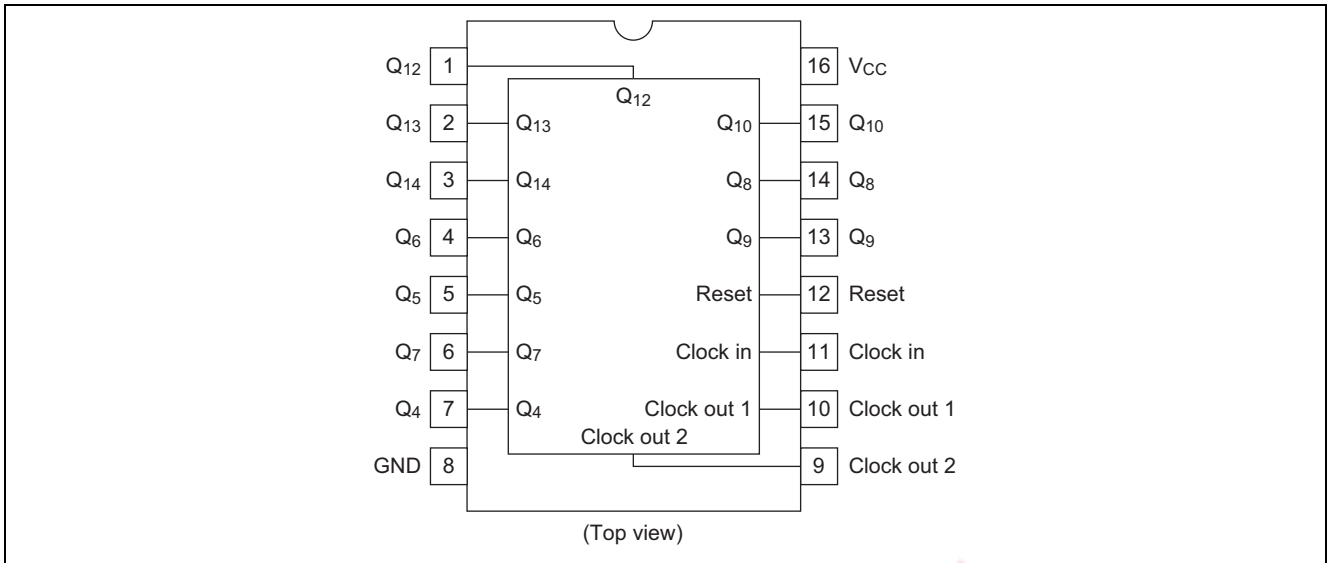 Q12 1 16 VCC
Q12
Q13 2 Q13 Q10 15 Q10
Q14 3 Q14 Q8 14 Q8
Q6 4 Q6 Q9 13 Q9
Q5 5 Q5 Reset 12 Reset
Q7 6 Q7 Clock in 11 Clock in
Q4 7 Q4 Clock out 1 10 Clock out 1
Clock out 2
GND 8 9 Clock out 2
(Top view)